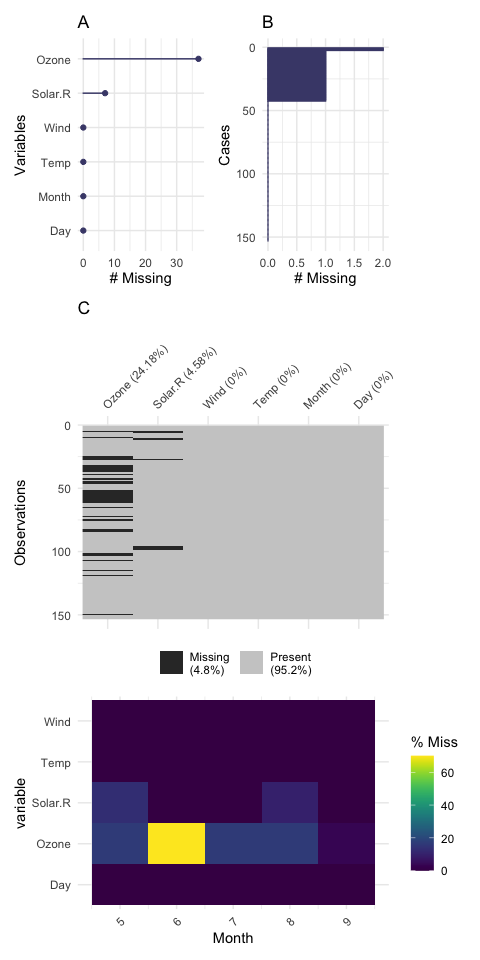 A
Variables
Ozone
Solar.R
Wind
Temp
Month
Day
0 10 20 30
# Missing
B
Cases
0
50
100
150
0.0 0.5 1.0 1.5 2.0
# Missing
C
Ozone (24.18%)
Solar.R (4.58%)
Wind (0%)
Temp (0%)
Month (0%)
Day (0%)
Observations
0
50
100
150
Missing
(4.8%)
Present
(95.2%)
variable
Wind
Temp
Solar.R
Ozone
Day
5 6 7 8 9
Month
% Miss
60
40
20
0